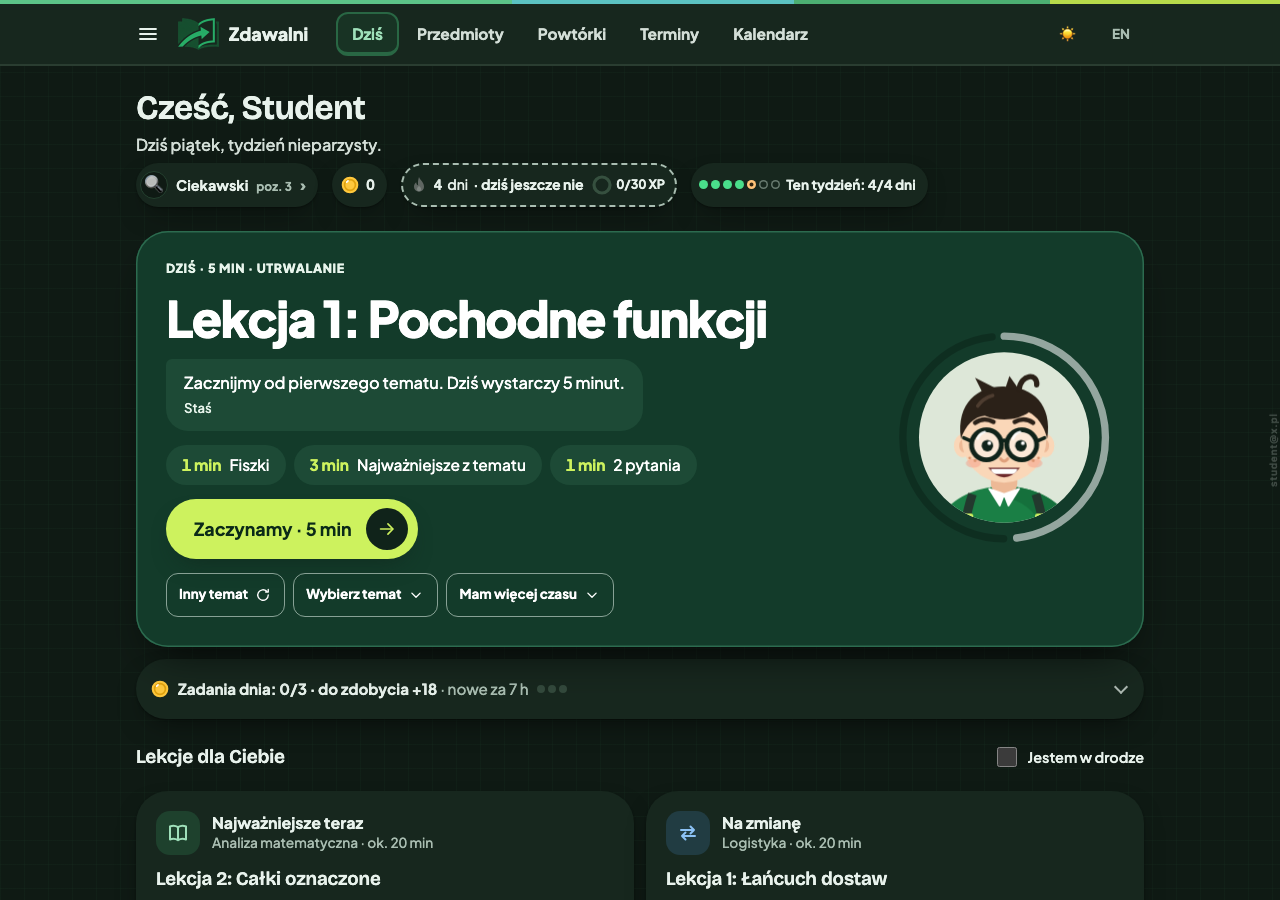 Zdawalni
Dziś
Przedmioty
Powtórki
Terminy
Kalendarz
EN
Cześć, Student
Dziś piątek, tydzień nieparzysty.
Ciekawski poz. 3 ›
0
4 dni · dziś jeszcze nie 0/30 XP
Ten tydzień: 4/4 dni
DZIŚ · 5 MIN · UTRWALANIE
Lekcja 1: Pochodne funkcji
Zacznijmy od pierwszego tematu. Dziś wystarczy 5 minut.
Staś
1 min Fiszki
3 min Najważniejsze z tematu
1 min 2 pytania
Zaczynamy · 5 min
Inny temat
Wybierz temat
Mam więcej czasu
student@x.pl
Zadania dnia: 0/3 · do zdobycia +18 · nowe za 7 h
Lekcje dla Ciebie
Jestem w drodze
Najważniejsze teraz
Analiza matematyczna · ok. 20 min
Lekcja 2: Całki oznaczone
Na zmianę
Logistyka · ok. 20 min
Lekcja 1: Łańcuch dostaw